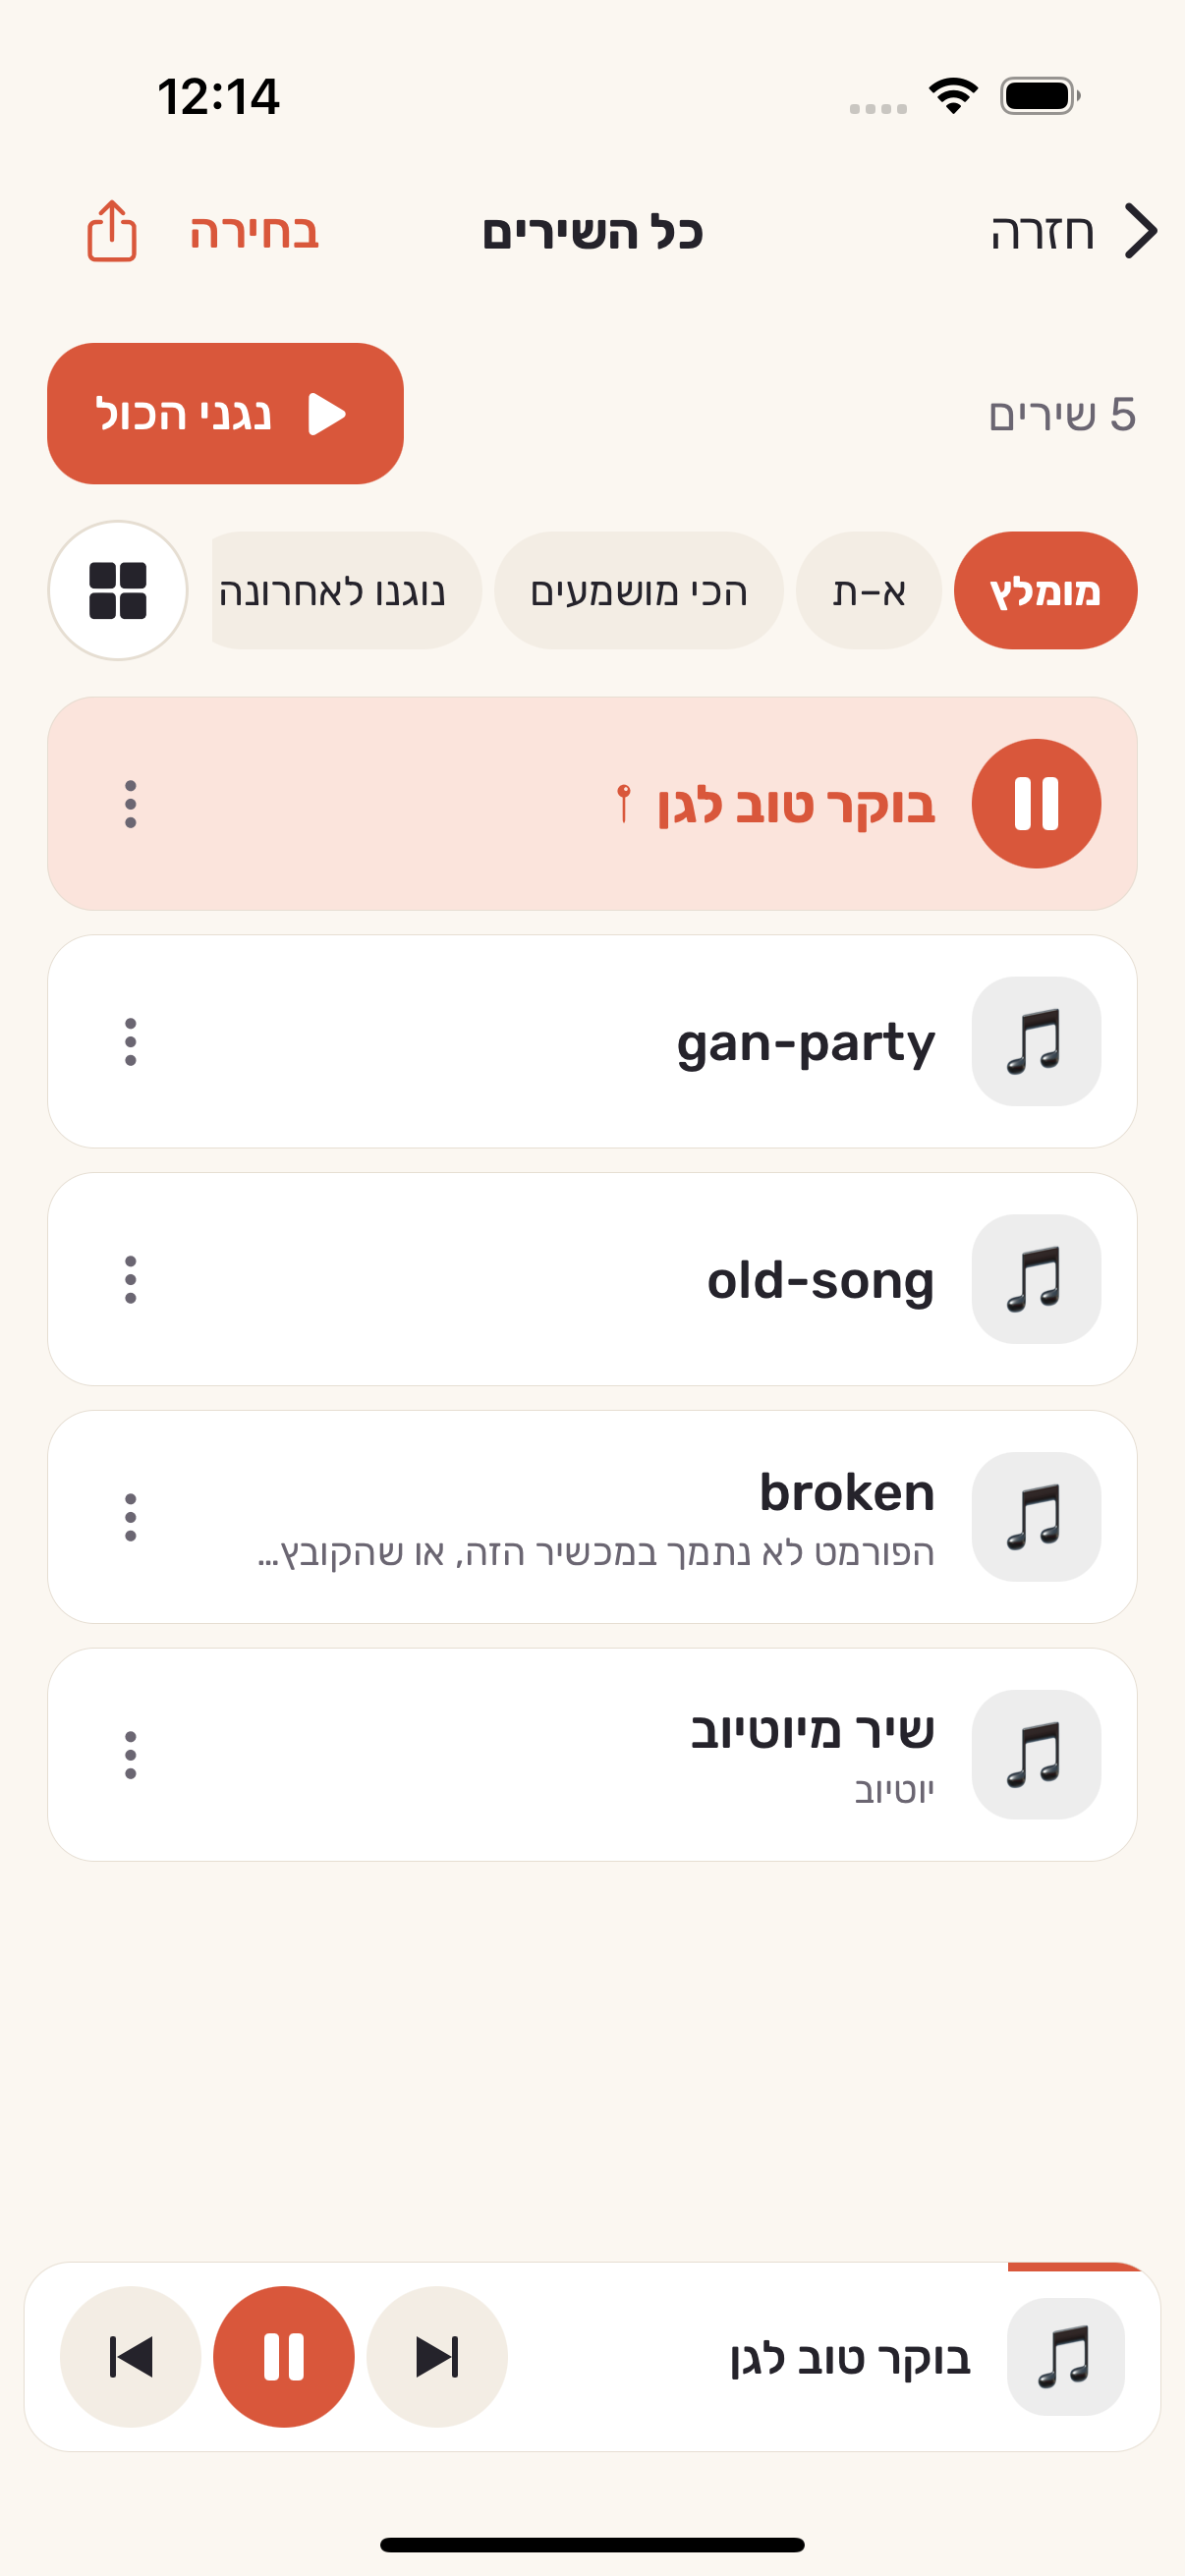 12:14
חזרה
כל השירים
בחירה
5 שירים
נגני הכול
מומלץ
א–ת
הכי מושמעים
נוגנו לאחרונה
בוקר טוב לגן
gan-party
old-song
broken
הפורמט לא נתמך במכשיר הזה, או שהקובץ…
שיר מיוטיוב
יוטיוב
בוקר טוב לגן